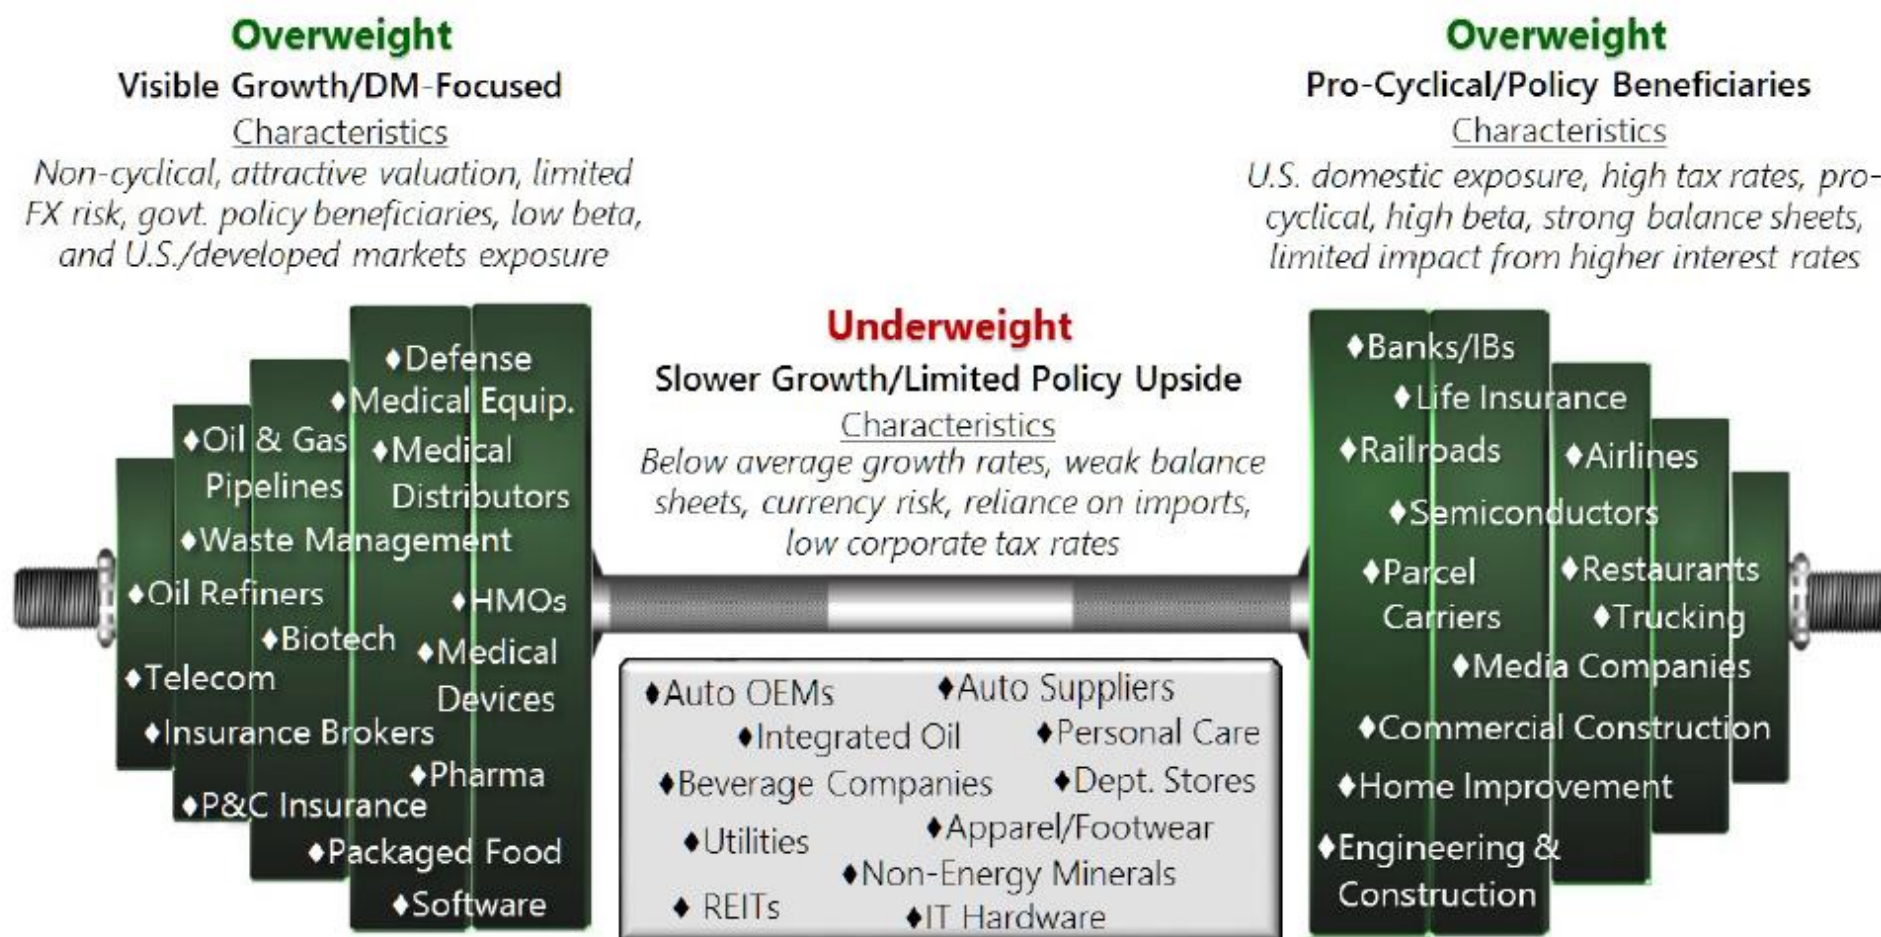 Overweight
Visible Growth/DM-Focused
Characteristics
Non-cyclical, attractive valuation, limited
FX risk, govt. policy beneficiaries, low beta,
and U.S./developed markets exposure
Overweight
Pro-Cyclical/Policy Beneficiaries
Characteristics
U.S. domestic exposure, high tax rates, pro-
cyclical, high beta, strong balance sheets,
limited impact from higher interest rates
Underweight
Slower Growth/Limited Policy Upside
Characteristics
Below average growth rates, weak balance
sheets, currency risk, reliance on imports,
low corporate tax rates
♦Defense
♦Medical Equip.
♦Oil & Gas
Pipelines
♦Medical
Distributors
♦Waste Management
♦Oil Refiners
♦HMOs
♦Biotech
♦Medical
Devices
♦Telecom
♦Insurance Brokers
♦Pharma
♦P&C Insurance
♦Packaged Food
♦Software
♦Auto OEMs
♦Auto Suppliers
♦Integrated Oil
♦Personal Care
♦Beverage Companies
♦Dept. Stores
♦Utilities
♦Apparel/Footwear
♦Non-Energy Minerals
♦ REITs
♦IT Hardware
♦Banks/IBs
♦Life Insurance
♦Railroads
♦Airlines
♦Semiconductors
♦Parcel
Carriers
♦Restaurants
♦Trucking
♦Media Companies
♦Commercial Construction
♦Home Improvement
♦Engineering &
Construction